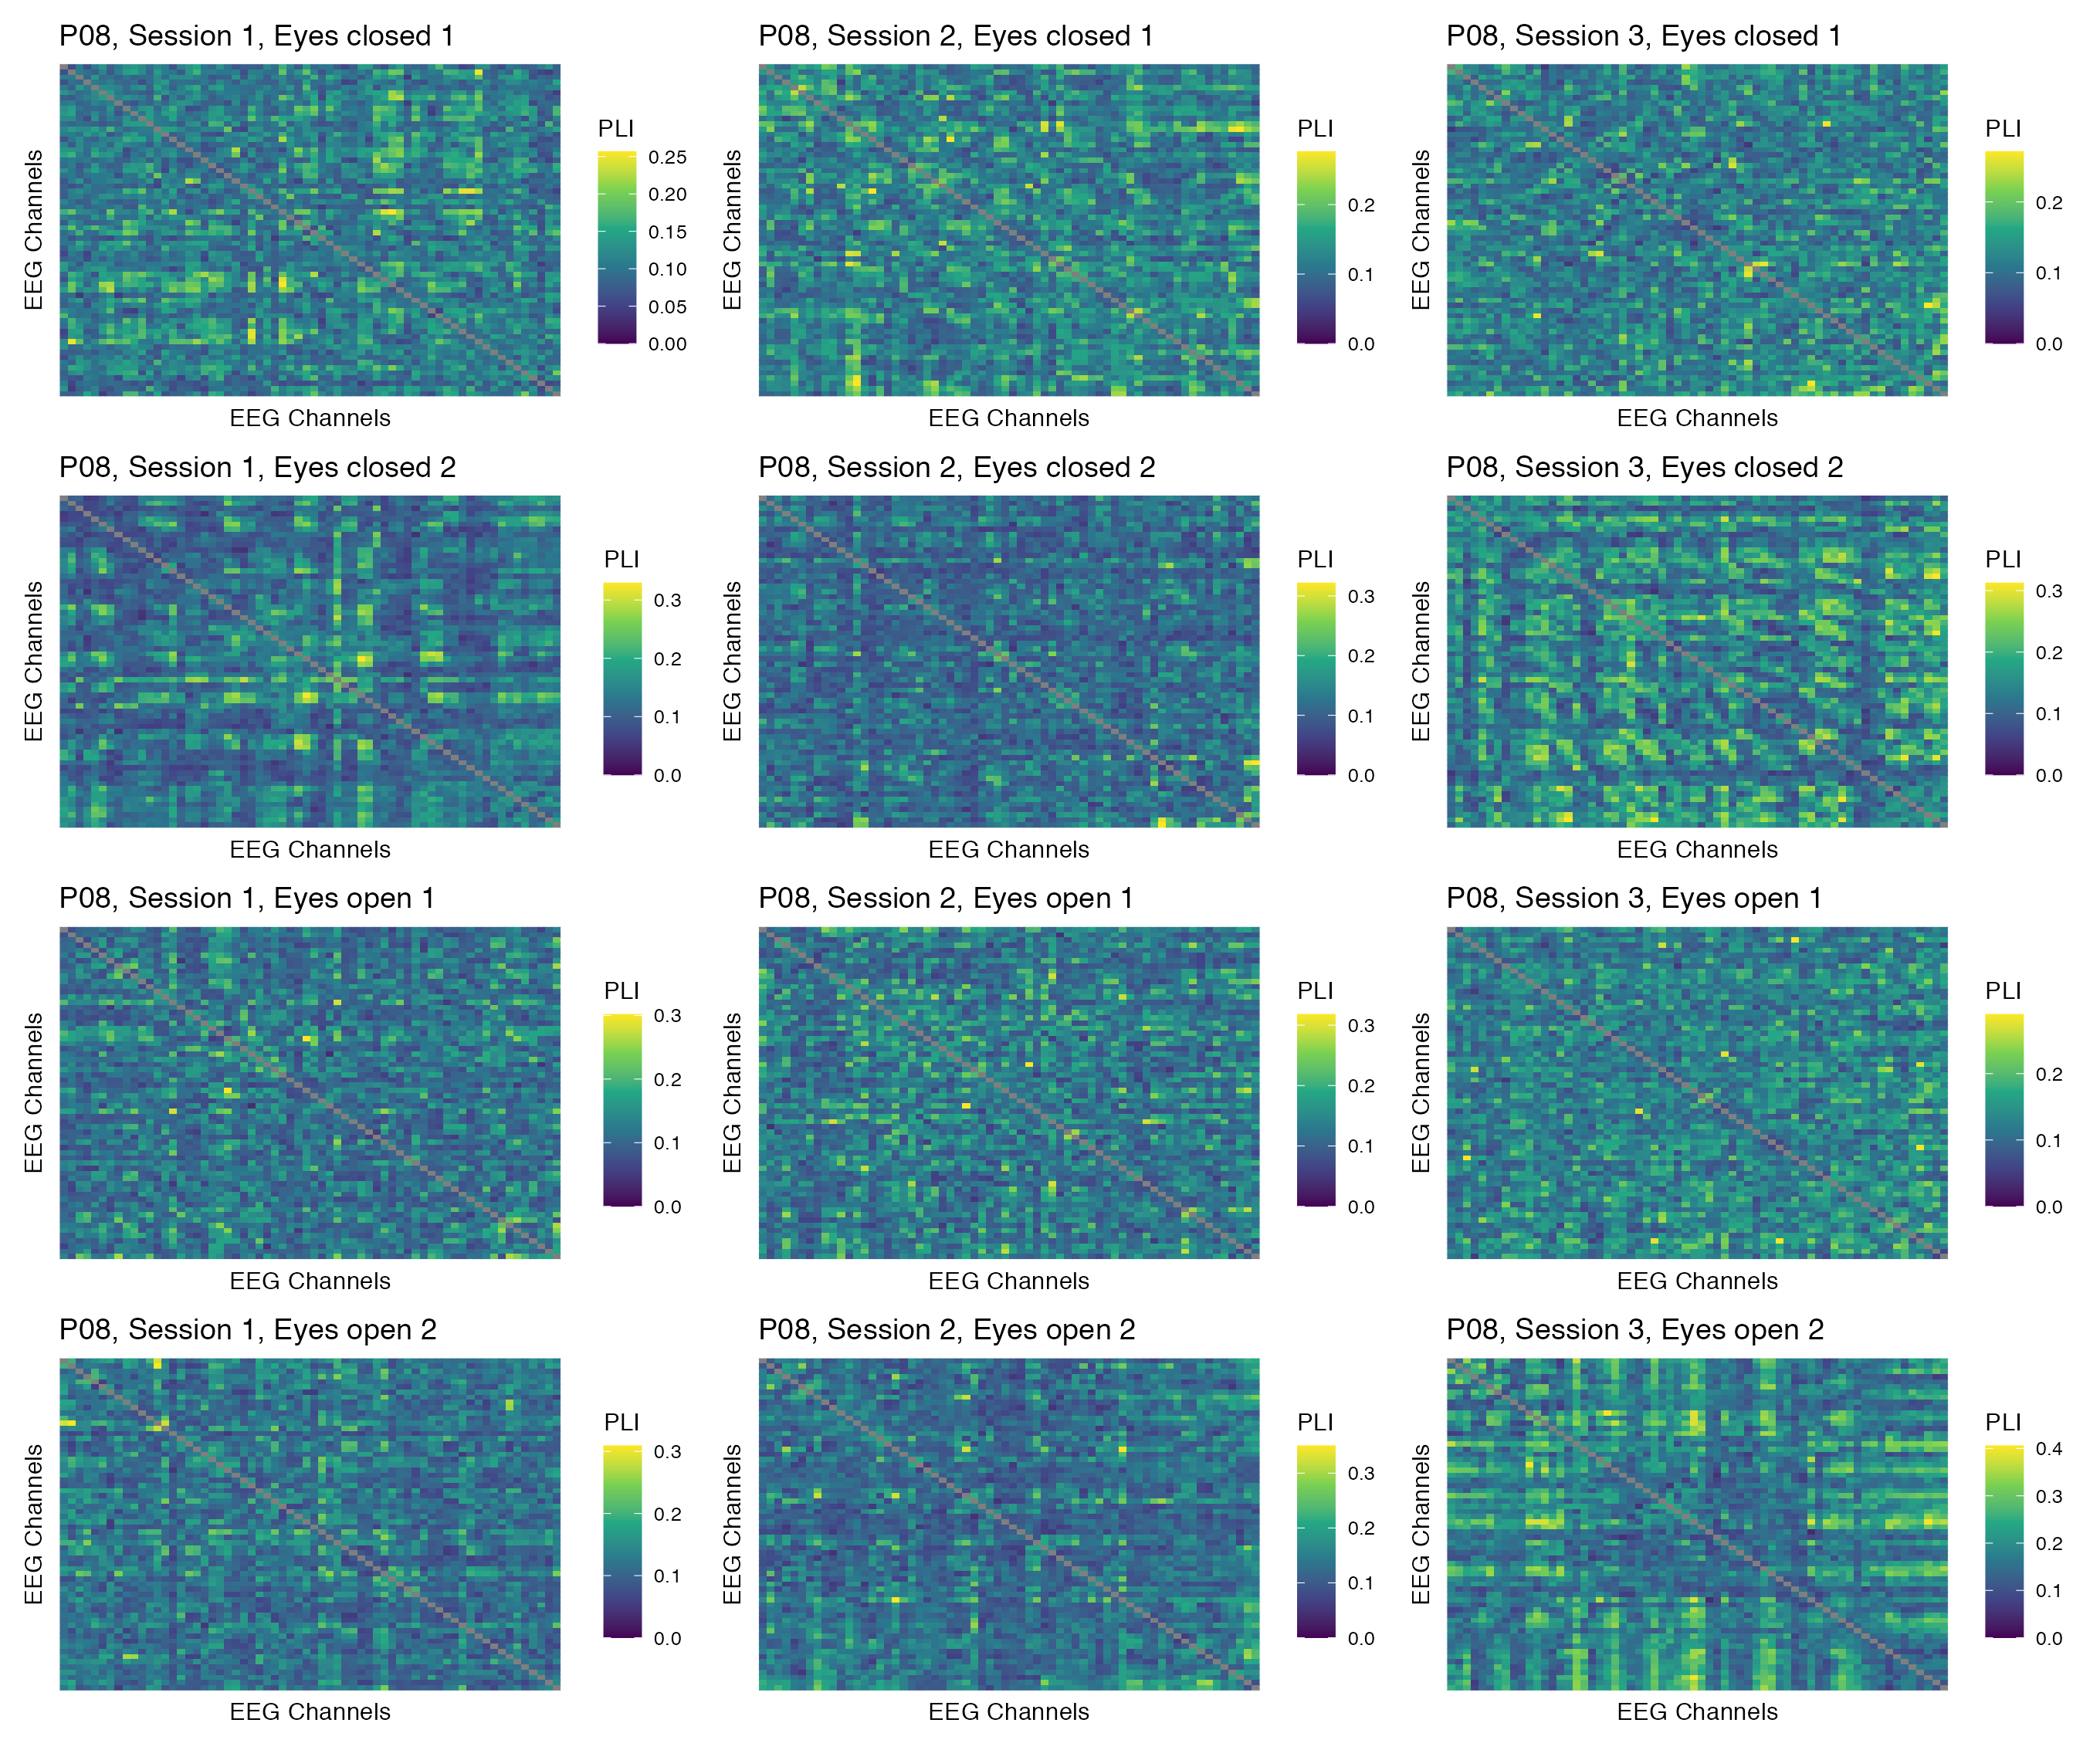 P08, Session 1, Eyes closed 1
EEG Channels
EEG Channels
PLI
0.25
0.20
0.15
0.10
0.05
0.00
P08, Session 2, Eyes closed 1
EEG Channels
EEG Channels
PLI
0.2
0.1
0.0
P08, Session 3, Eyes closed 1
EEG Channels
EEG Channels
PLI
0.2
0.1
0.0
P08, Session 1, Eyes closed 2
EEG Channels
EEG Channels
PLI
0.3
0.2
0.1
0.0
P08, Session 2, Eyes closed 2
EEG Channels
EEG Channels
PLI
0.3
0.2
0.1
0.0
P08, Session 3, Eyes closed 2
EEG Channels
EEG Channels
PLI
0.3
0.2
0.1
0.0
P08, Session 1, Eyes open 1
EEG Channels
EEG Channels
PLI
0.3
0.2
0.1
0.0
P08, Session 2, Eyes open 1
EEG Channels
EEG Channels
PLI
0.3
0.2
0.1
0.0
P08, Session 3, Eyes open 1
EEG Channels
EEG Channels
PLI
0.2
0.1
0.0
P08, Session 1, Eyes open 2
EEG Channels
EEG Channels
PLI
0.3
0.2
0.1
0.0
P08, Session 2, Eyes open 2
EEG Channels
EEG Channels
PLI
0.3
0.2
0.1
0.0
P08, Session 3, Eyes open 2
EEG Channels
EEG Channels
PLI
0.4
0.3
0.2
0.1
0.0